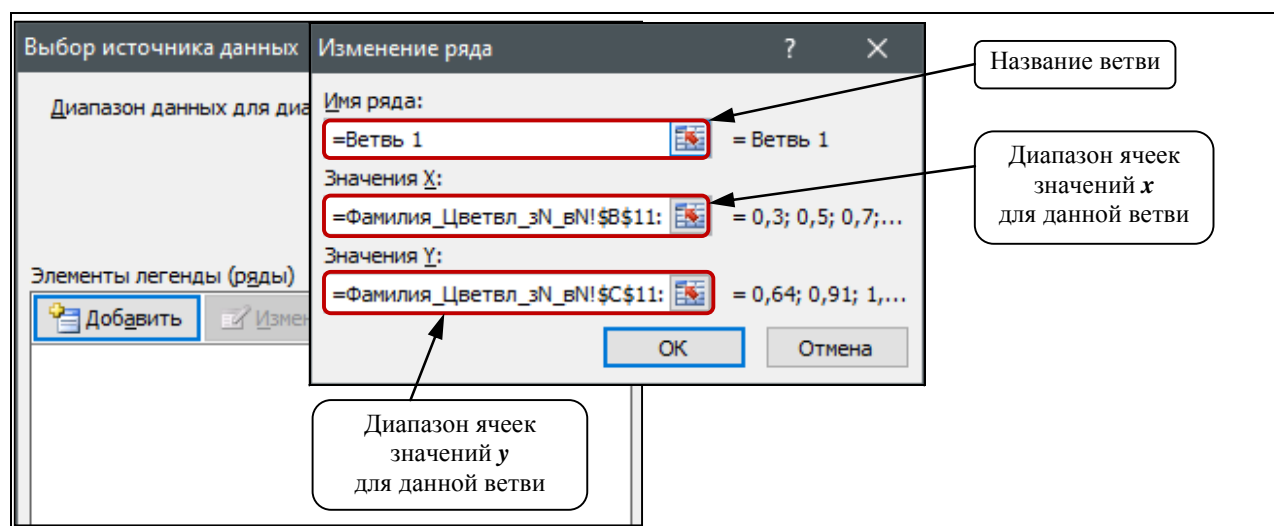 Выбор источника данных
Диапазон данных для диа
Элементы легенды (ряды)
Добавить
Измен
Изменение ряда ? ×
Имя ряда:
=Ветвь 1 = Ветвь 1
Значения X:
=Фамилия_Цветвл_зN_вN!$B$11: = 0,3; 0,5; 0,7;...
Значения Y:
=Фамилия_Цветвл_зN_вN!$C$11: = 0,64; 0,91; 1,...
ОК Отмена
Название ветви
Диапазон ячеек
значений x
для данной ветви
Диапазон ячеек
значений y
для данной ветви